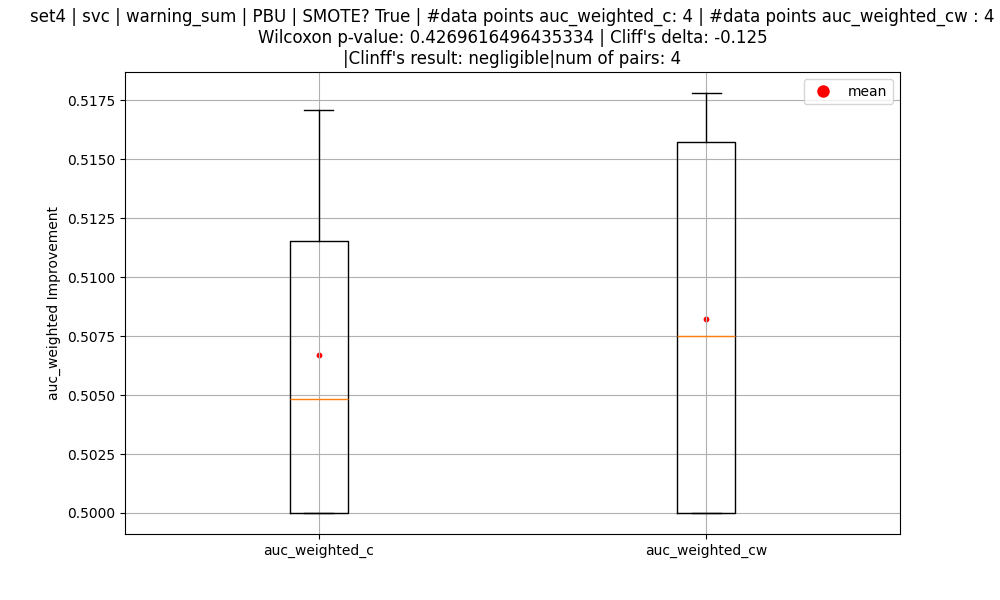 set4 | svc | warning_sum | PBU | SMOTE? True | #data points auc_weighted_c: 4 | #data points auc_weighted_cw : 4
Wilcoxon p-value: 0.4269616496435334 | Cliff's delta: -0.125
|Clinff's result: negligible|num of pairs: 4
mean
0.5175
0.5150
0.5125
0.5100
0.5075
0.5050
0.5025
0.5000
auc_weighted Improvement
auc_weighted_c
auc_weighted_cw